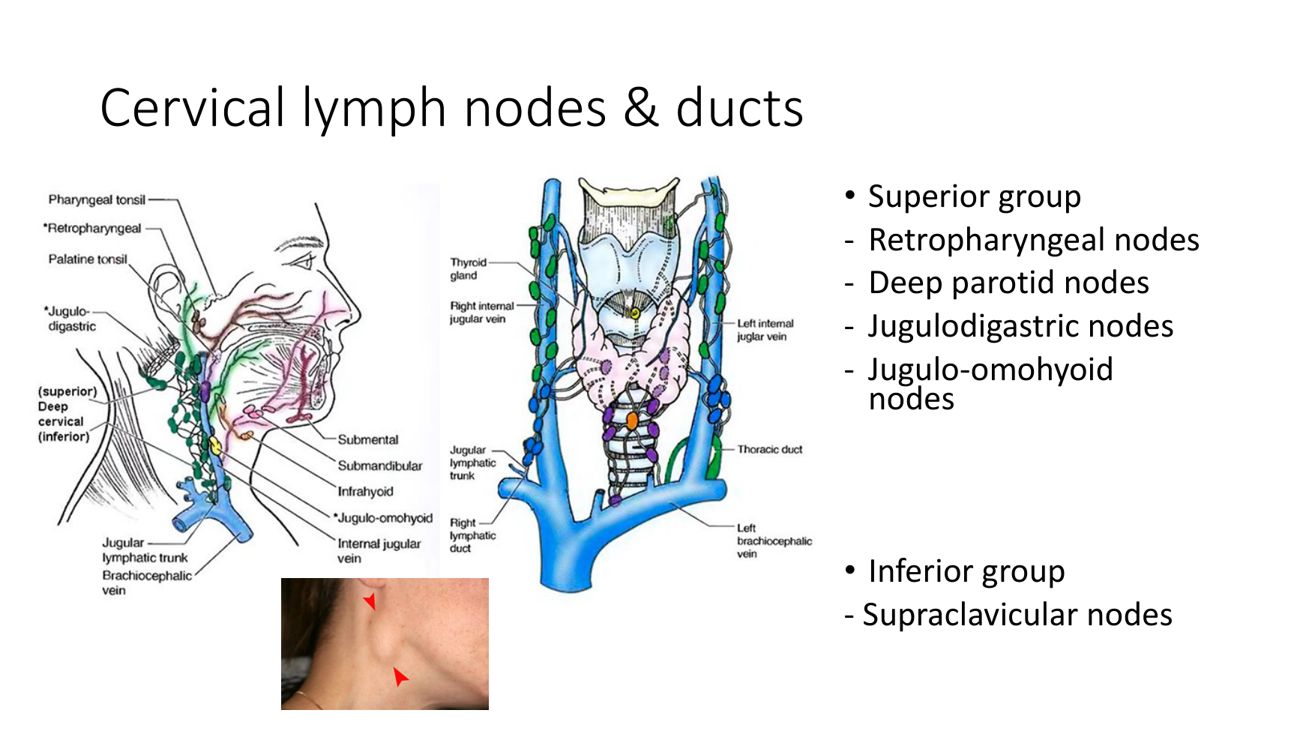 Cervical lymph nodes & ducts
Pharyngeal tonsil
*Retropharyngeal
Palatine tonsil
*Jugulo-
digastric
(superior)
Deep
cervical
(inferior)
Jugular
lymphatic trunk
Brachiocephalic
vein
Submental
Submandibular
Infrahyoid
*Jugulo-omohyoid
Internal jugular
vein
Thyroid
gland
Right internal
jugular vein
Jugular
lymphatic
trunk
Right
lymphatic
duct
Left internal
juglar vein
Thoracic duct
Left
brachiocephalic
vein
• Superior group
- Retropharyngeal nodes
- Deep parotid nodes
- Jugulodigastric nodes
- Jugulo-omohyoid
nodes
• Inferior group
- Supraclavicular nodes